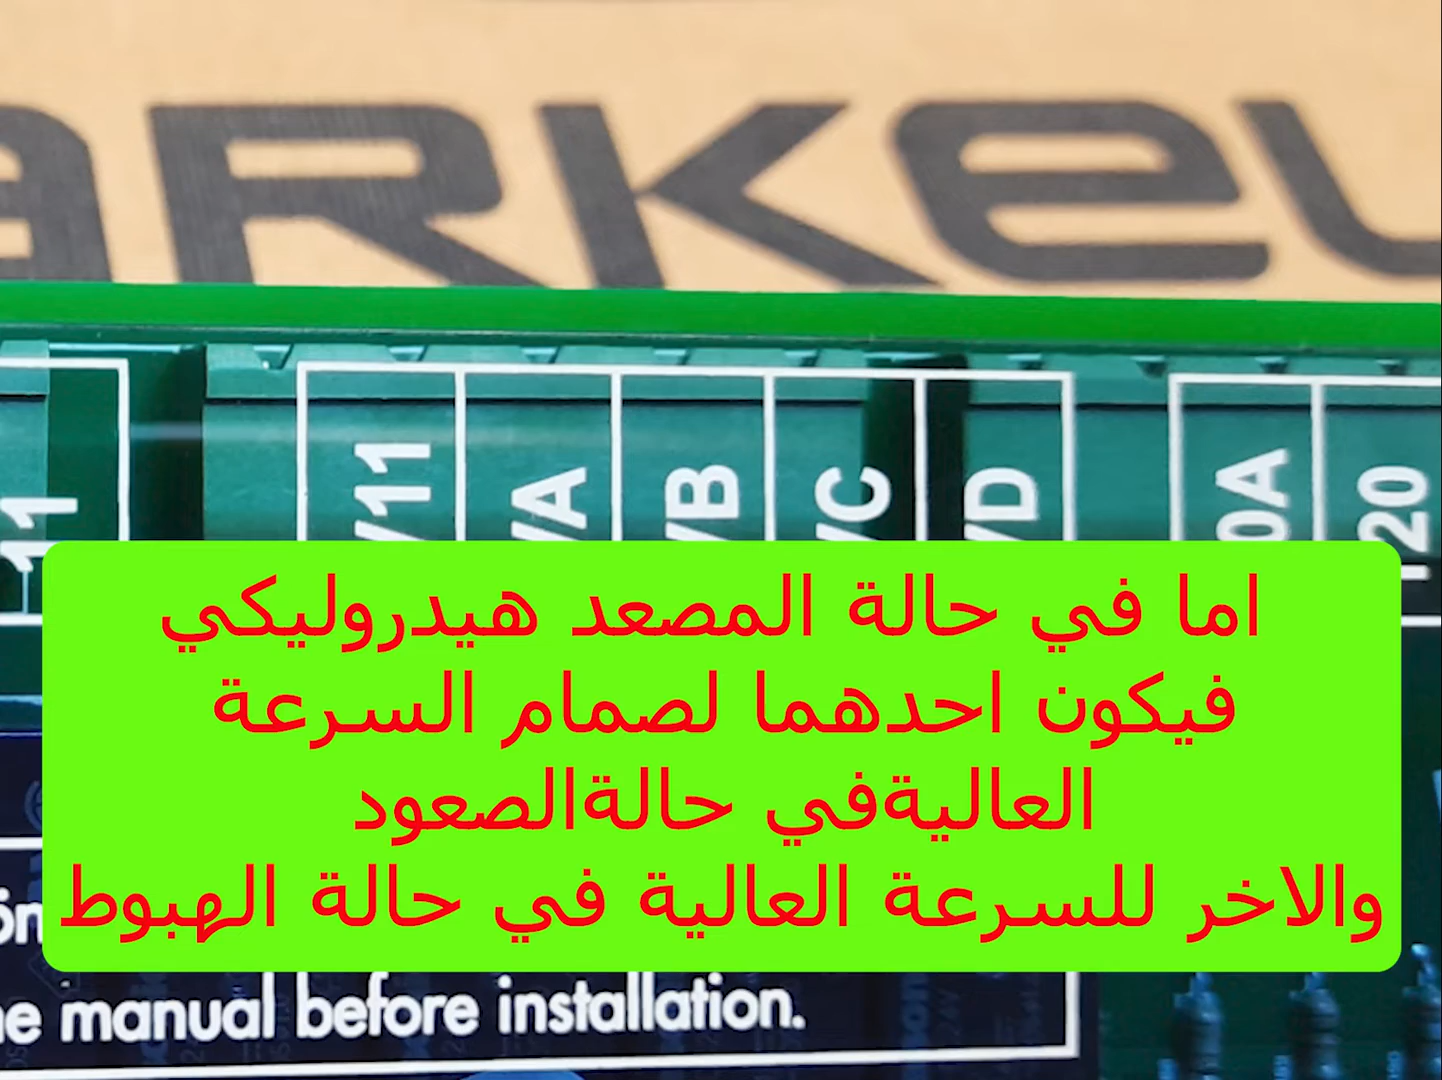 ARKEL
11
/11
/A
/B
/C
/D
0A
20
اما في حالة المصعد هيدروليكي
فيكون احدهما لصمام السرعة
العاليةفي حالةالصعود
والاخر للسرعة العالية في حالة الهبوط
manual before installation.